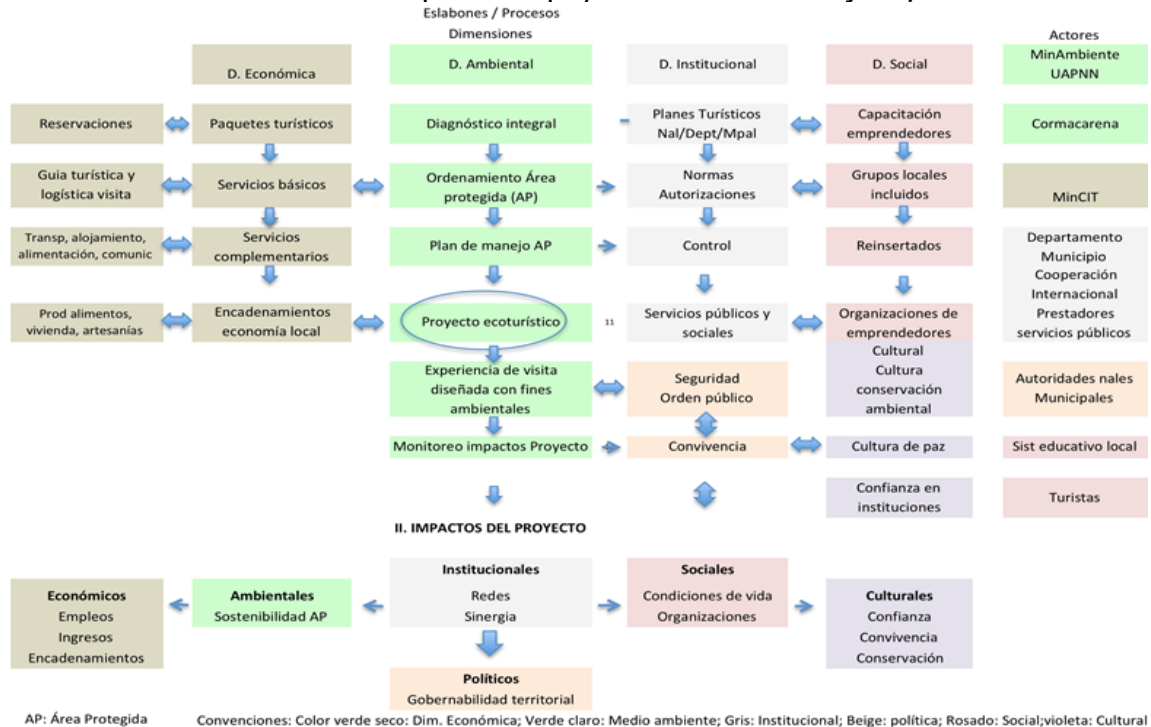 Eslabones / Procesos
Dimensiones
Actores
D. Económica
D. Ambiental
D. Institucional
D. Social
MinAmbiente
UAPNN
Reservaciones
Paquetes turísticos
Diagnóstico integral
Planes Turísticos
Nal/Dept/Mpal
Capacitación
emprendedores
Cormacarena
Guia turística y
logística visita
Servicios básicos
Ordenamiento Área
protegida (AP)
Normas
Autorizaciones
Grupos locales
incluidos
MinCIT
Transp, alojamiento,
alimentación, comunic
Servicios
complementarios
Plan de manejo AP
Control
Reinsertados
Departamento
Municipio
Cooperación
Internacional
Prestadores
servicios públicos
Prod alimentos,
vivienda, artesanías
Encadenamientos
economía local
Proyecto ecoturístico
11
Servicios públicos y
sociales
Organizaciones de
emprendedores
Cultural
Cultura
conservación
ambiental
Experiencia de visita
diseñada con fines
ambientales
Seguridad
Orden público
Autoridades nales
Municipales
Monitoreo impactos Proyecto
Convivencia
Cultura de paz
Sist educativo local
Confianza en
instituciones
Turistas
II. IMPACTOS DEL PROYECTO
Económicos
Empleos
Ingresos
Encadenamientos
Ambientales
Sostenibilidad AP
Institucionales
Redes
Sinergia
Sociales
Condiciones de vida
Organizaciones
Culturales
Confianza
Convivencia
Conservación
Políticos
Gobernabilidad territorial
AP: Área Protegida
Convenciones: Color verde seco: Dim. Económica; Verde claro: Medio ambiente; Gris: Institucional; Beige: política; Rosado: Social;violeta: Cultural